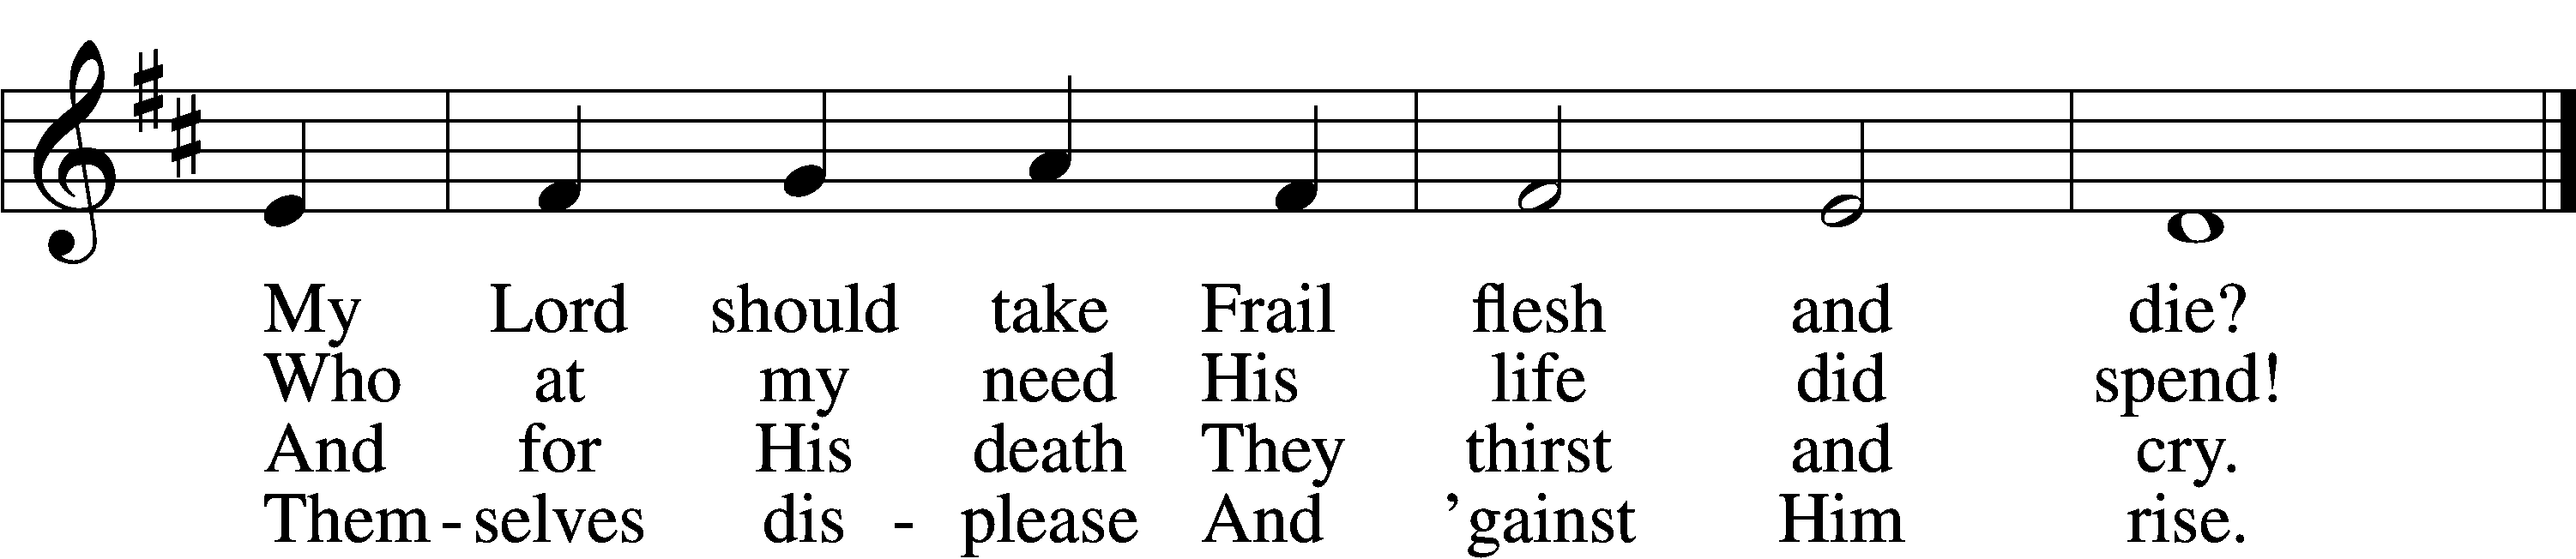 My Lord should take Frail flesh and die?
Who at my need His life did spend!
And for His death They thirst and cry.
Them - selves dis - please And ’gainst Him rise.